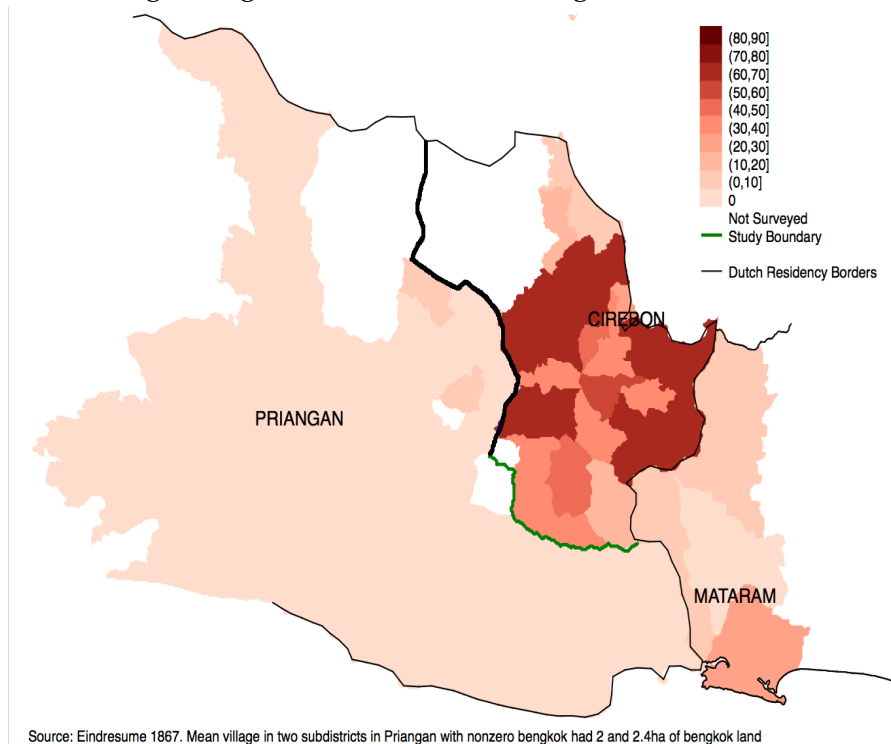 (80,90]
(70,80]
(60,70]
(50,60]
(40,50]
(30,40]
(20,30]
(10,20]
(0,10]
0
Not Surveyed
Study Boundary
Dutch Residency Borders
CIREBON
PRIANGAN
MATARAM
Source: Eindresume 1867. Mean village in two subdistricts in Priangan with nonzero bengkok had 2 and 2.4ha of bengkok land